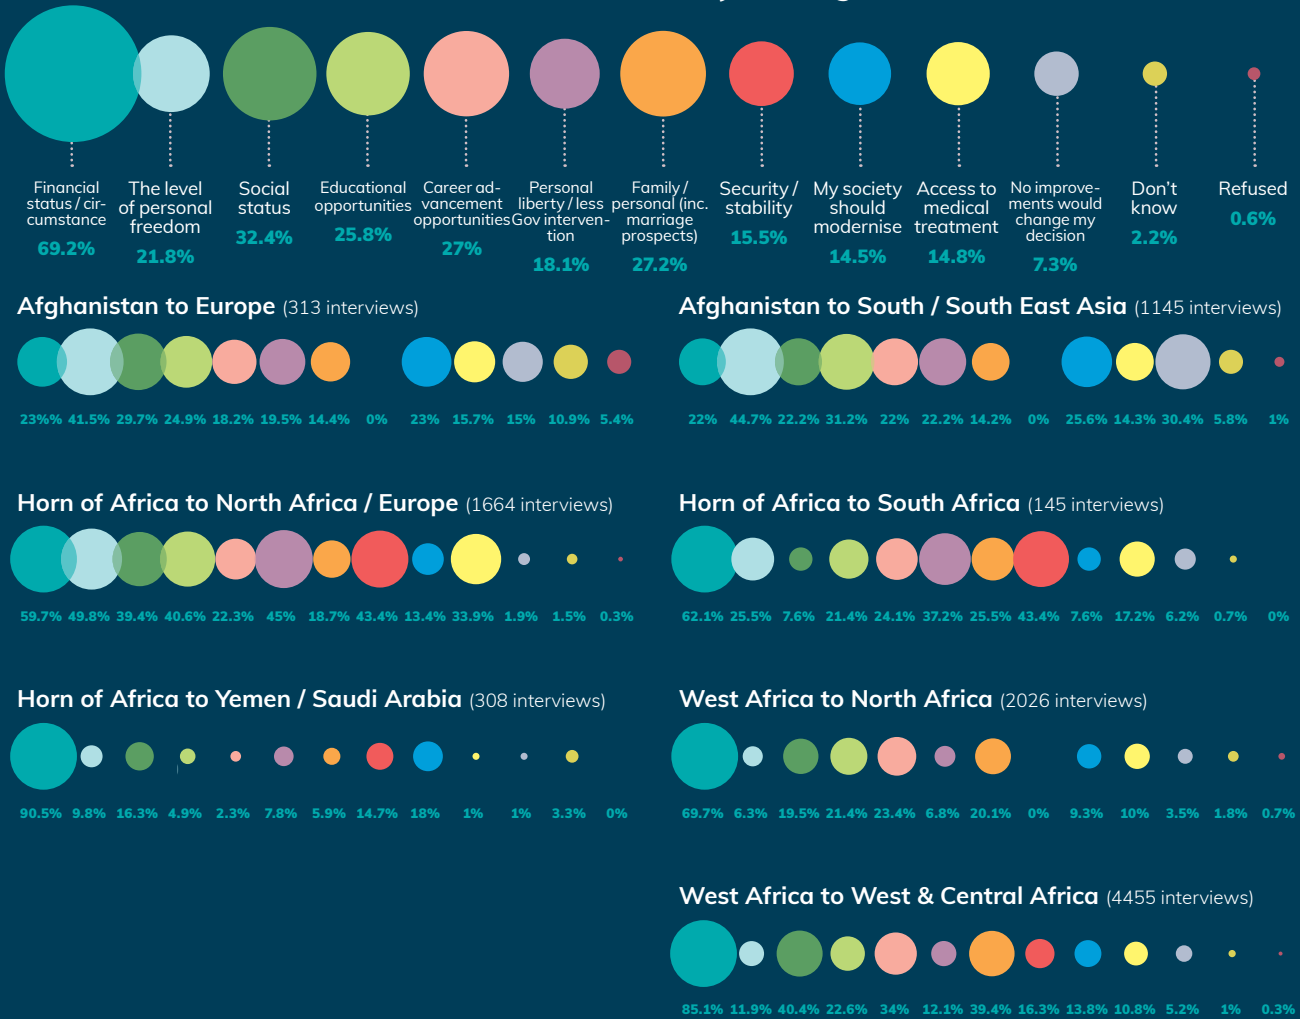 Financial
status / cir-
cumstance
69.2%
The level
of personal
freedom
21.8%
Social
status
32.4%
Educational
opportunities
25.8%
Career ad-
vancement
opportunities
27%
Personal
liberty / less
Gov interven-
tion
18.1%
Family /
personal (inc.
marriage
prospects)
27.2%
Security /
stability
15.5%
My society
should
modernise
14.5%
Access to
medical
treatment
14.8%
No improve-
ments would
change my
decision
7.3%
Don't
know
2.2%
Refused
0.6%
Afghanistan to Europe (313 interviews)
23%% 41.5% 29.7% 24.9% 18.2% 19.5% 14.4% 0% 23% 15.7% 15% 10.9% 5.4%
Afghanistan to South / South East Asia (1145 interviews)
22% 44.7% 22.2% 31.2% 22% 22.2% 14.2% 0% 25.6% 14.3% 30.4% 5.8% 1%
Horn of Africa to North Africa / Europe (1664 interviews)
59.7% 49.8% 39.4% 40.6% 22.3% 45% 18.7% 43.4% 13.4% 33.9% 1.9% 1.5% 0.3%
Horn of Africa to South Africa (145 interviews)
62.1% 25.5% 7.6% 21.4% 24.1% 37.2% 25.5% 43.4% 7.6% 17.2% 6.2% 0.7% 0%
Horn of Africa to Yemen / Saudi Arabia (308 interviews)
90.5% 9.8% 16.3% 4.9% 2.3% 7.8% 5.9% 14.7% 18% 1% 1% 3.3% 0%
West Africa to North Africa (2026 interviews)
69.7% 6.3% 19.5% 21.4% 23.4% 6.8% 20.1% 0% 9.3% 10% 3.5% 1.8% 0.7%
West Africa to West & Central Africa (4455 interviews)
85.1% 11.9% 40.4% 22.6% 34% 12.1% 39.4% 16.3% 13.8% 10.8% 5.2% 1% 0.3%